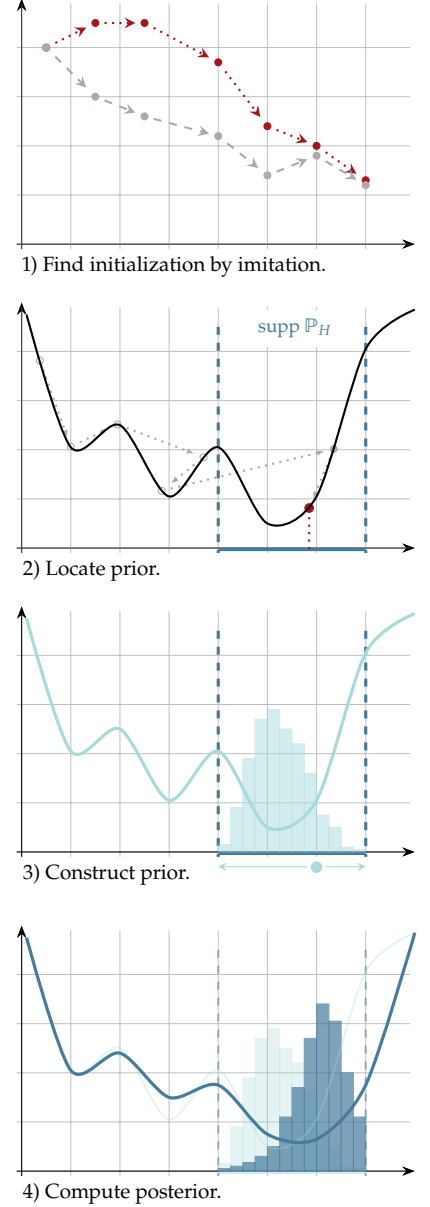 1) Find initialization by imitation.
supp ℙ_H
2) Locate prior.
3) Construct prior.
4) Compute posterior.